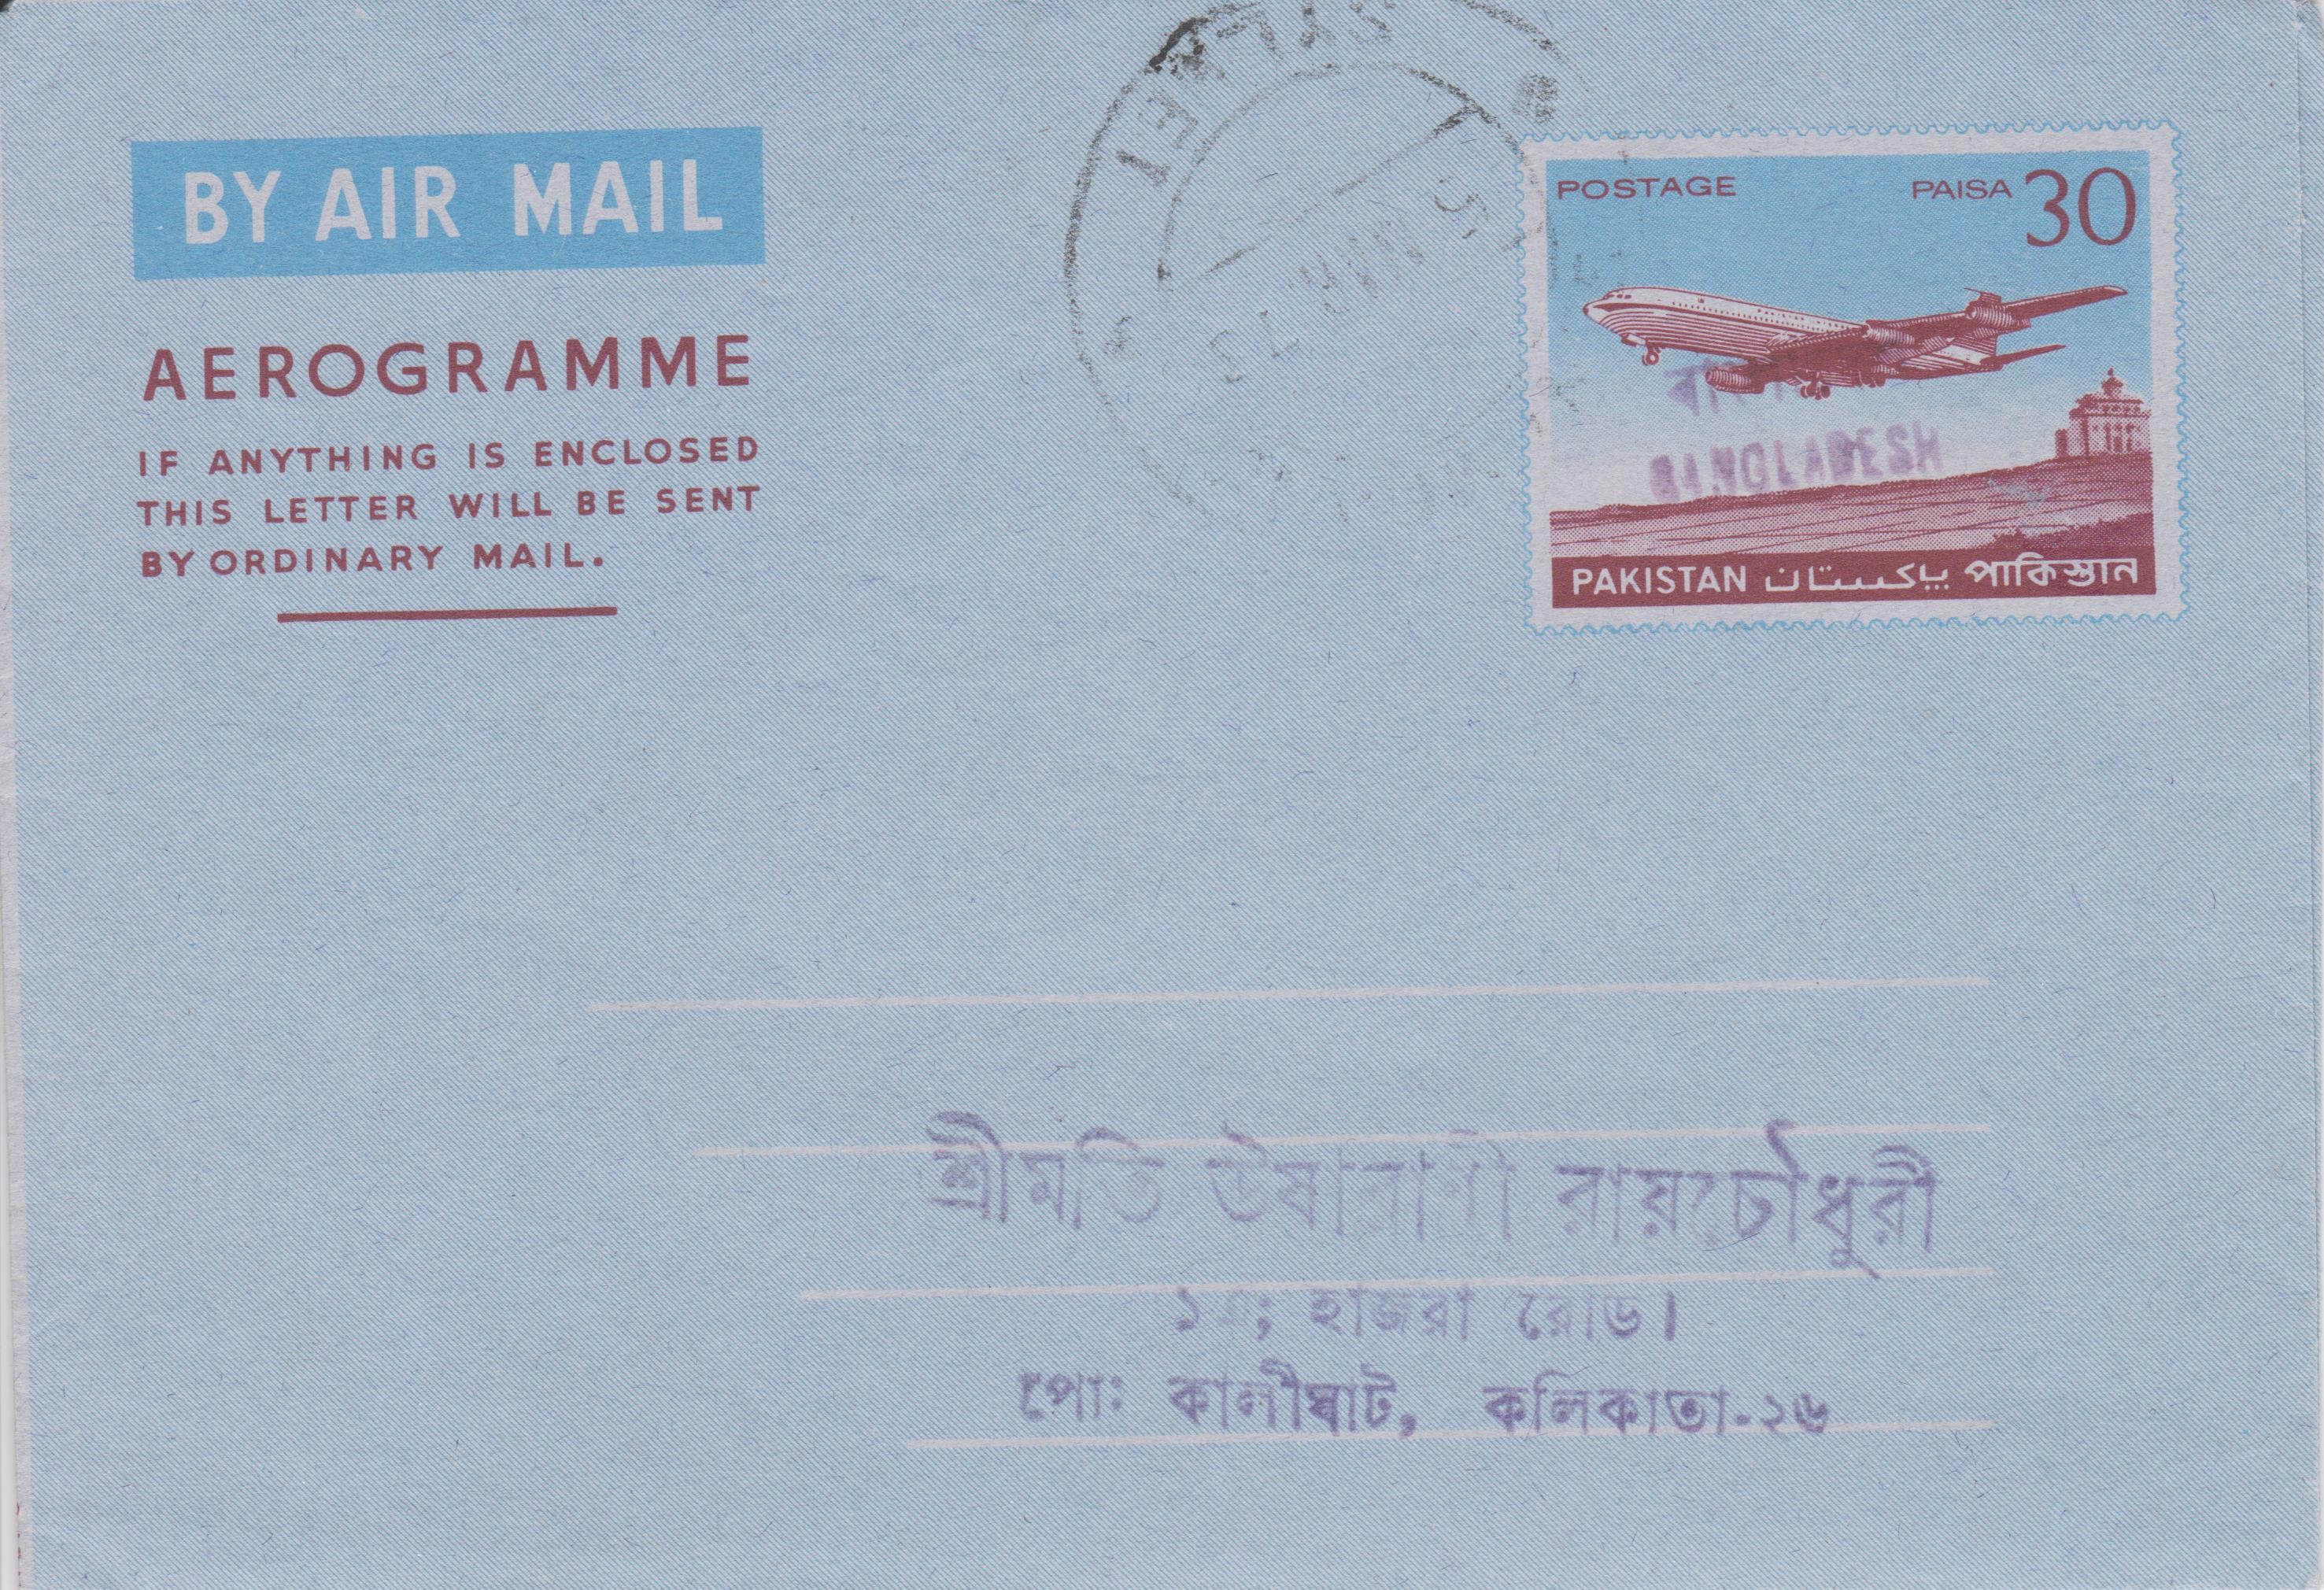 SYLHET
BY AIR MAIL
POSTAGE PAISA 30
AEROGRAMME
IF ANYTHING IS ENCLOSED
THIS LETTER WILL BE SENT
BY ORDINARY MAIL.
BANGLADESH
PAKISTAN پاکستان পাকিস্তান
শ্রীমতি ঊষারাণী রায়চৌধুরী
হাজরা রোড।
পোঃ কালীঘাট, কলিকাতা-২৬